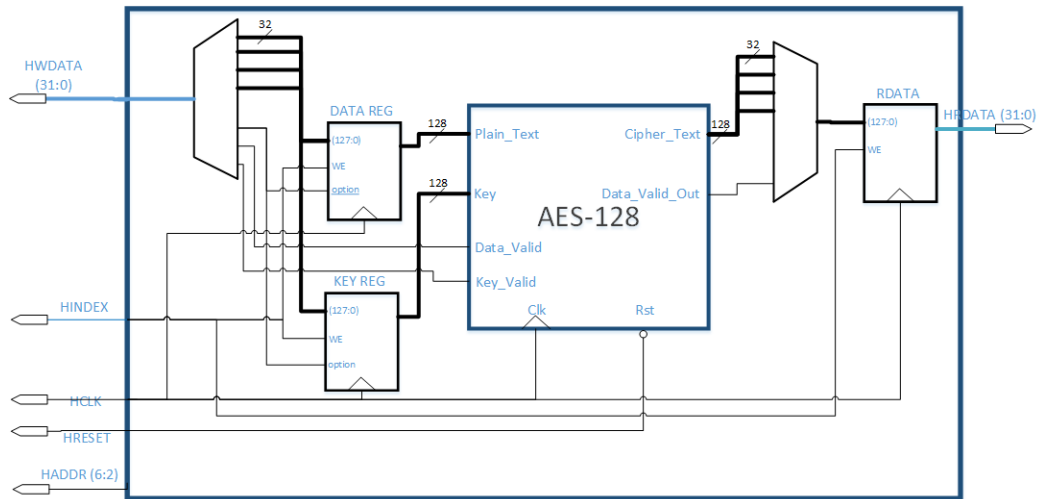 32
HWDATA
(31:0)
DATA REG
128
(127:0)
WE
option
Plain_Text
Cipher_Text
128
32
RDATA
(127:0)
WE
HRDATA (31:0)
128
Key
Data_Valid_Out
AES-128
Data_Valid
Key_Valid
KEY REG
(127:0)
WE
option
Clk
Rst
HINDEX
HCLK
HRESET
HADDR (6:2)